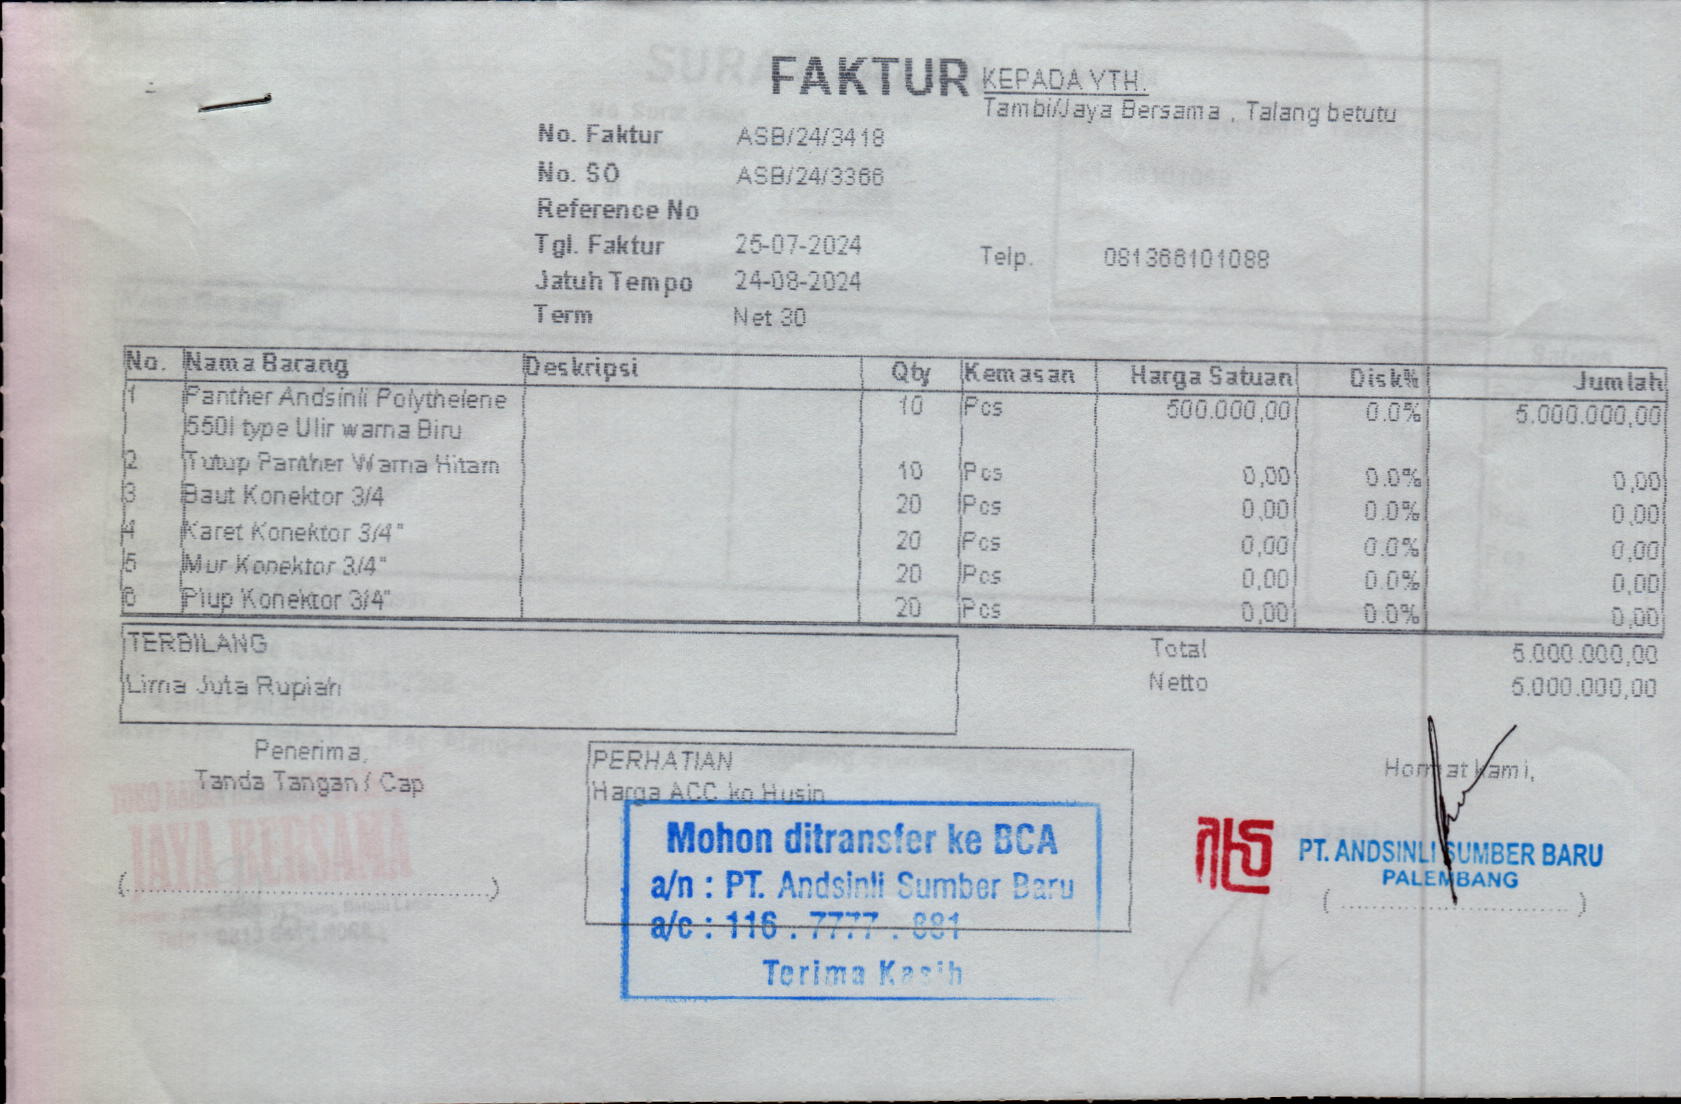 FAKTUR
KEPADA YTH.
Tambi/Jaya Bersama , Talang betutu
No. Faktur ASB/24/3418
No. SO ASB/24/3366
Reference No
Tgl. Faktur 25-07-2024
Telp. 081366101088
Jatuh Tempo 24-08-2024
Term Net 30
No. Nama Barang Deskripsi Qty Kemasan Harga Satuan Disk% Jumlah
1 Panther Andsinli Polythelene 10 Pcs 500.000,00 0.0% 5.000.000,00
550l type Ulir warna Biru
2 Tutup Panther Warna Hitam 10 Pcs 0,00 0.0% 0,00
3 Baut Konektor 3/4 20 Pcs 0,00 0.0% 0,00
4 Karet Konektor 3/4" 20 Pcs 0,00 0.0% 0,00
5 Mur Konektor 3/4" 20 Pcs 0,00 0.0% 0,00
6 Plup Konektor 3/4" 20 Pcs 0,00 0.0% 0,00
TERBILANG
Lima Juta Rupiah
Total 5.000.000,00
Netto 5.000.000,00
Penerima,
Tanda Tangan / Cap
JAYA BERSAMA
(....................................................)
PERHATIAN
Harga ACC ko Husin
Mohon ditransfer ke BCA
a/n : PT. Andsinli Sumber Baru
a/c : 116 . 7777 . 881
Terima Kasih
Hormat kami,
PT. ANDSINLI SUMBER BARU
PALEMBANG
( ................................ )